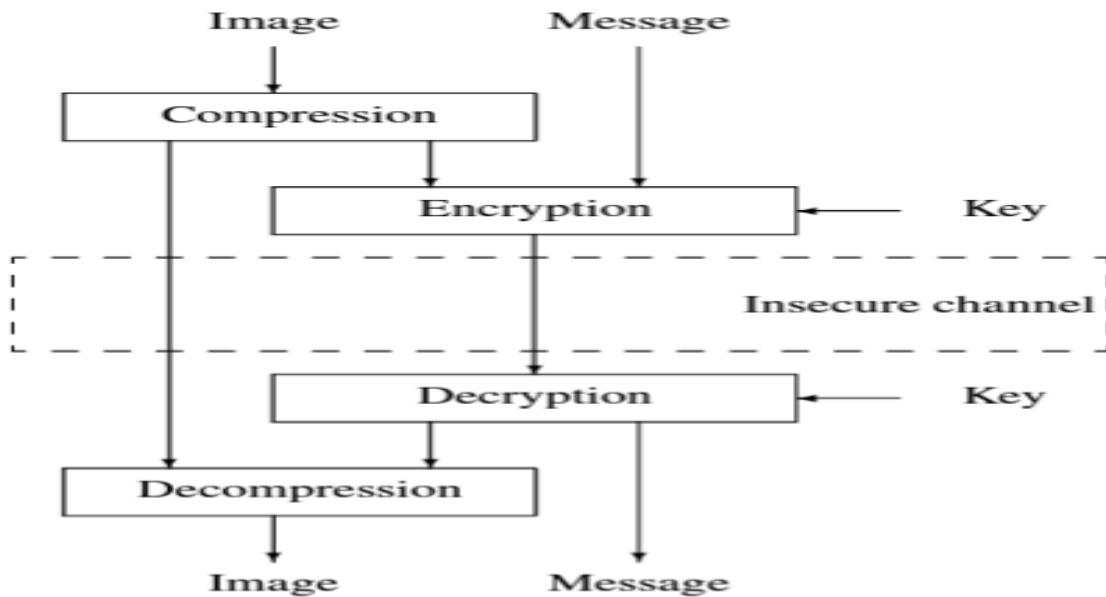 Image Message
Compression
Encryption Key
Insecure channel
Decryption Key
Decompression
Image Message